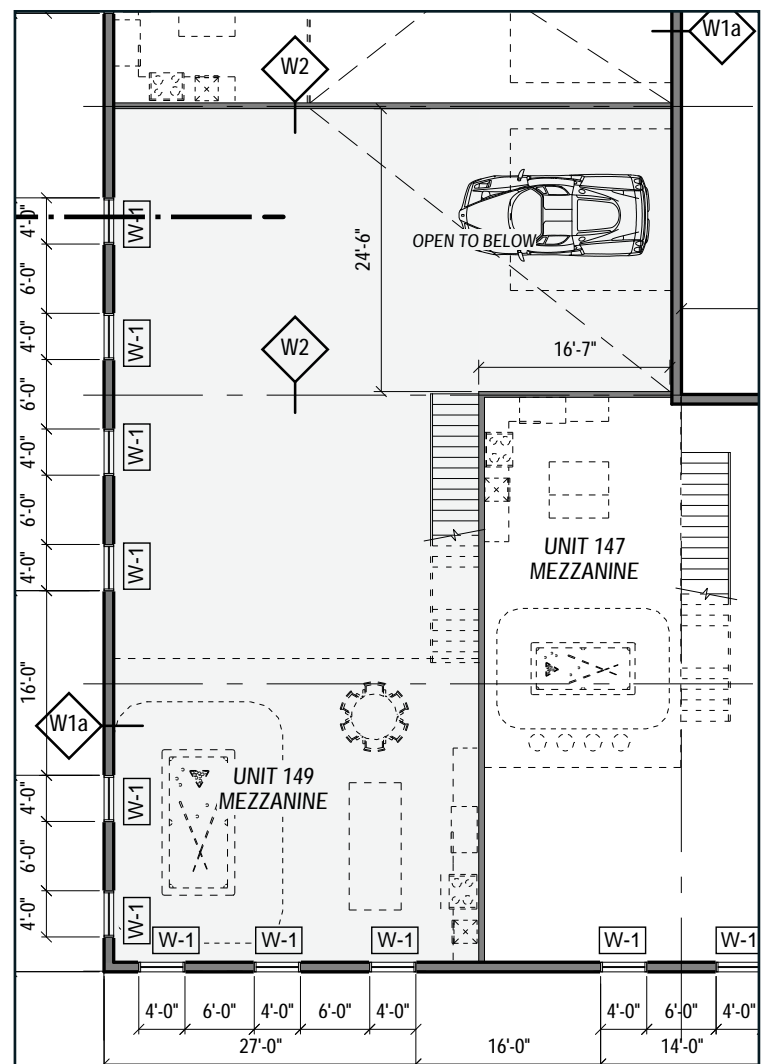 W2
W1a
4'-0"
W-1
OPEN TO BELOW
24'-6"
6'-0"
4'-0"
W-1
W2
16'-7"
6'-0"
4'-0"
W-1
6'-0"
4'-0"
W-1
UNIT 147
MEZZANINE
16'-0"
W1a
UNIT 149
MEZZANINE
4'-0"
W-1
6'-0"
4'-0"
W-1
W-1
W-1
W-1
W-1
W-1
4'-0"
6'-0"
4'-0"
6'-0"
4'-0"
4'-0"
6'-0"
4'-0"
27'-0"
16'-0"
14'-0"